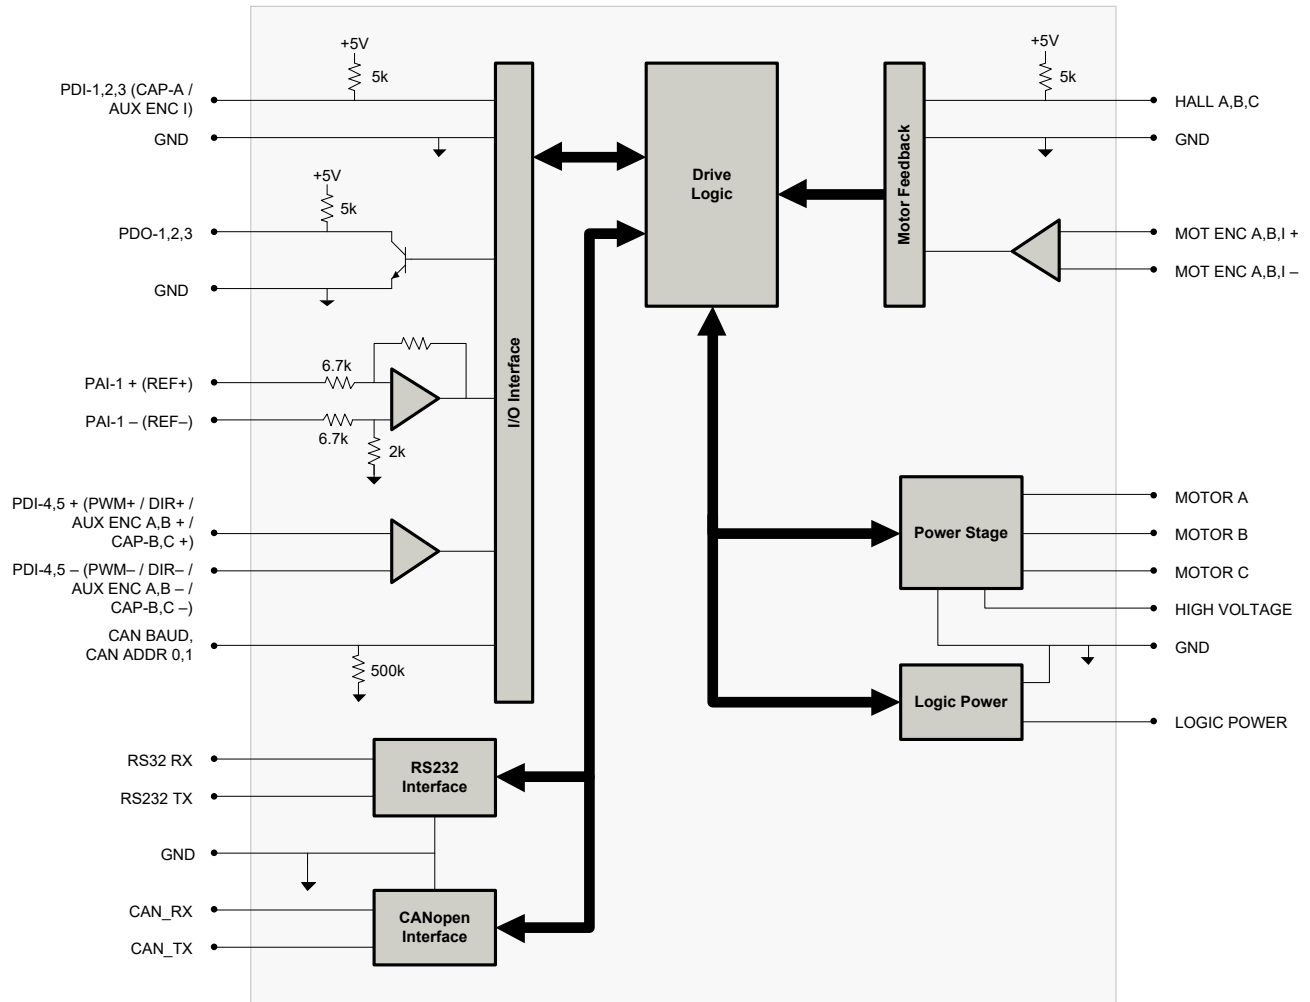 +5V
5k
PDI-1,2,3 (CAP-A /
AUX ENC I)
GND
+5V
5k
PDO-1,2,3
GND
6.7k
PAI-1 + (REF+)
PAI-1 – (REF–)
6.7k
2k
PDI-4,5 + (PWM+ / DIR+ /
AUX ENC A,B + /
CAP-B,C +)
PDI-4,5 – (PWM– / DIR– /
AUX ENC A,B – /
CAP-B,C –)
CAN BAUD,
CAN ADDR 0,1
500k
I/O Interface
RS32 RX
RS232 TX
RS232
Interface
GND
CAN_RX
CAN_TX
CANopen
Interface
Drive
Logic
Motor Feedback
+5V
5k
HALL A,B,C
GND
MOT ENC A,B,I +
MOT ENC A,B,I –
Power Stage
MOTOR A
MOTOR B
MOTOR C
HIGH VOLTAGE
GND
Logic Power
LOGIC POWER